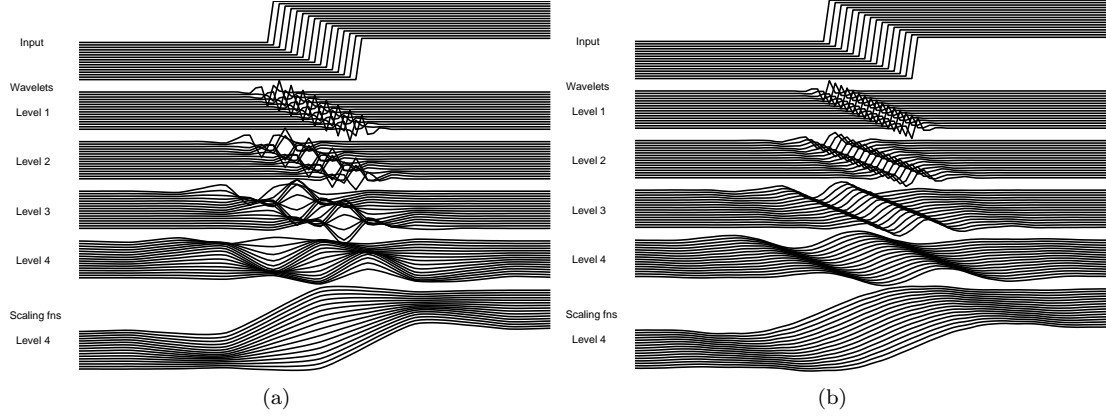 Input
Wavelets
Level 1
Level 2
Level 3
Level 4
Scaling fns
Level 4
(a)
Input
Wavelets
Level 1
Level 2
Level 3
Level 4
Scaling fns
Level 4
(b)